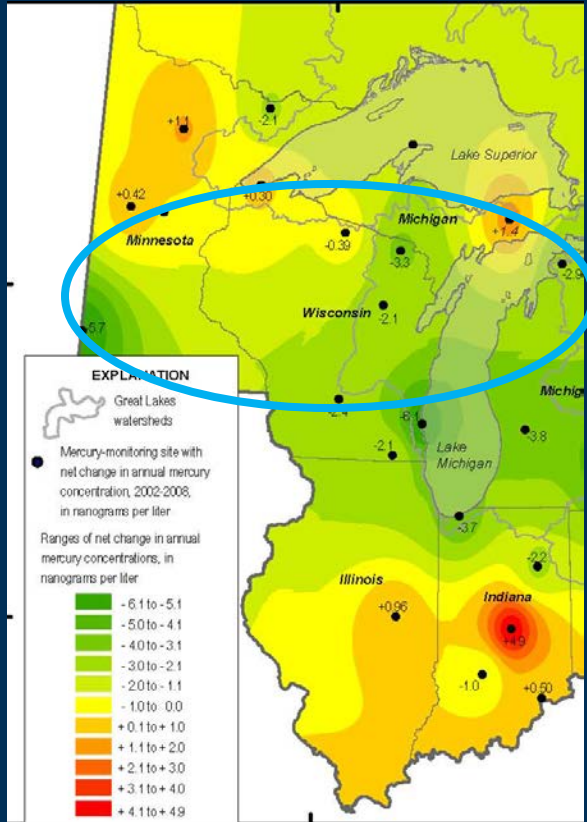 -2.1
+1.1
Lake Superior
+0.42
+0.30
Michigan
+1.4
Minnesota
-0.39
-3.3
-2.9
Wisconsin
-2.1
-5.7
EXPLANATION
Great Lakes
watersheds
Mercury-monitoring site with
net change in annual mercury
concentration, 2002-2008,
in nanograms per liter
Ranges of net change in annual
mercury concentrations, in
nanograms per liter
- 6.1 to - 5.1
- 5.0 to - 4.1
- 4.0 to - 3.1
- 3.0 to - 2.1
- 2.0 to - 1.1
- 1.0 to 0.0
+ 0.1 to + 1.0
+ 1.1 to + 2.0
+ 2.1 to + 3.0
+ 3.1 to + 4.0
+ 4.1 to + 4.9
Michig
-2.4
-6.1
-3.8
-2.1
Lake
Michigan
-3.7
-2.2
Illinois
Indiana
+0.96
+4.9
-1.0
+0.50